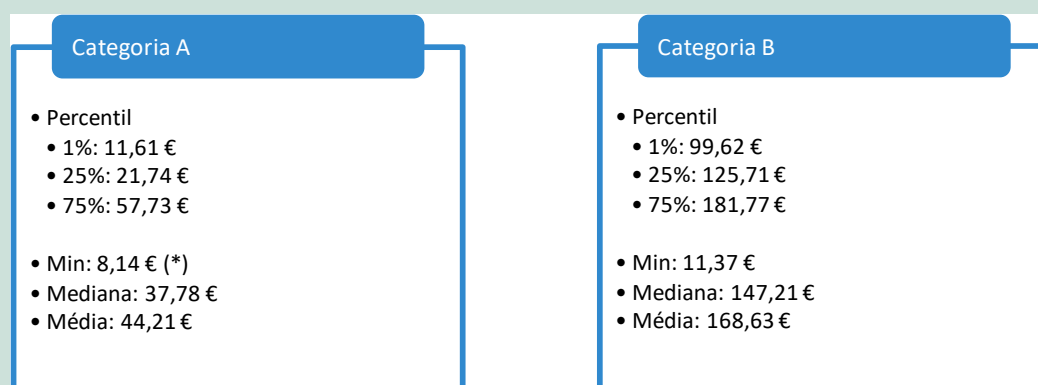 Categoria A
• Percentil
• 1%: 11,61 €
• 25%: 21,74 €
• 75%: 57,73 €
• Min: 8,14 € (*)
• Mediana: 37,78 €
• Média: 44,21 €
Categoria B
• Percentil
• 1%: 99,62 €
• 25%: 125,71 €
• 75%: 181,77 €
• Min: 11,37 €
• Mediana: 147,21 €
• Média: 168,63 €